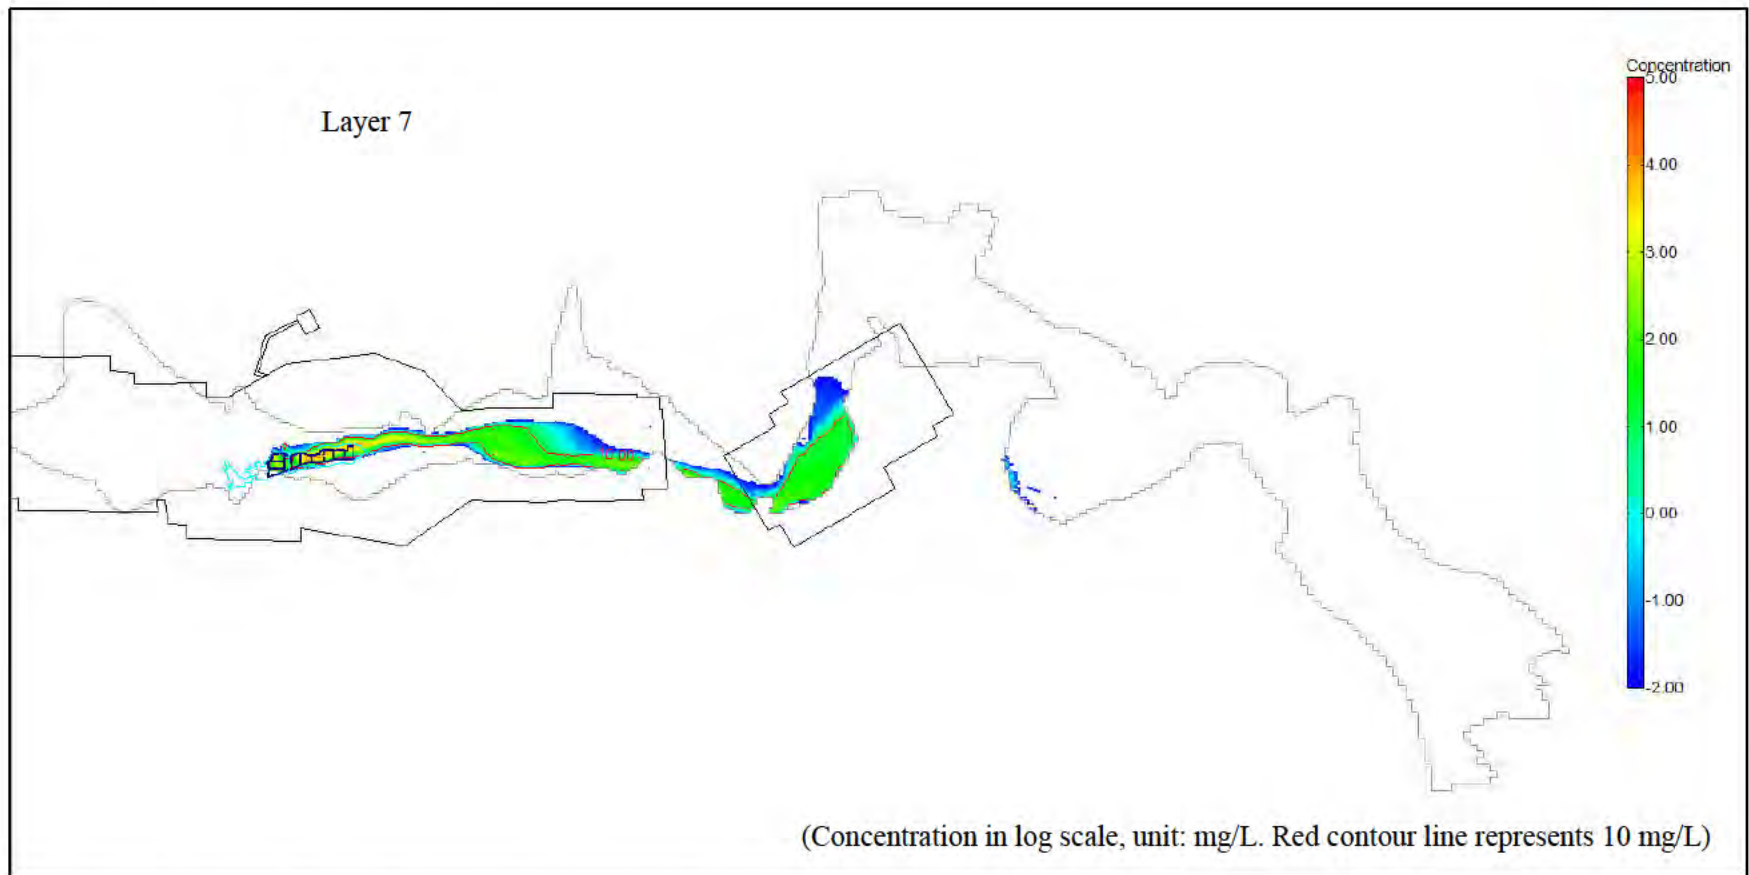 Concentration
5.00
Layer 7
4.00
3.00
2.00
1.00
0.00
-1.00
-2.00
(Concentration in log scale, unit: mg/L. Red contour line represents 10 mg/L)